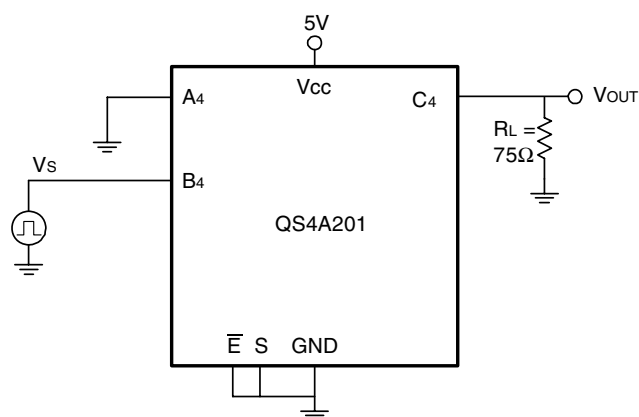 5V
Vcc
A4
C4
VOUT
RL =
75Ω
VS
B4
QS4A201
E̅ S GND